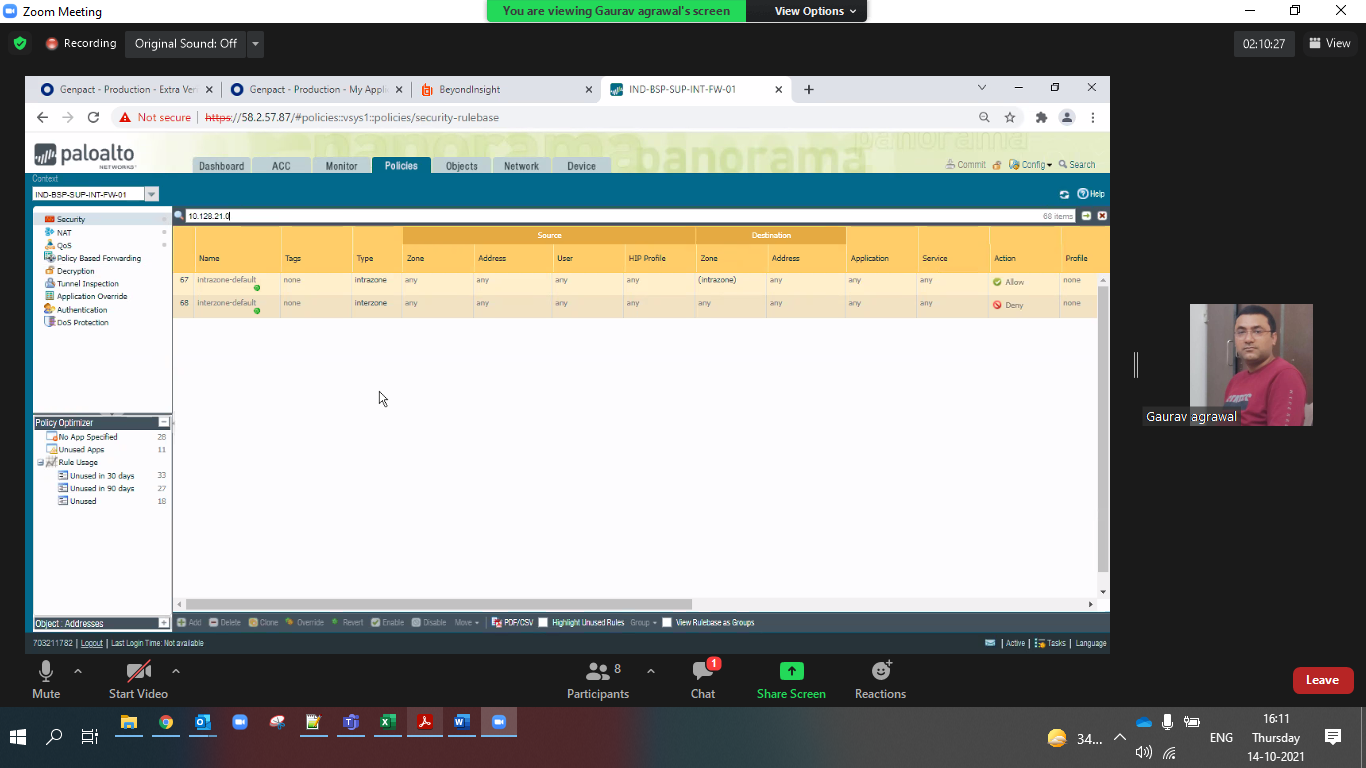 Zoom Meeting
You are viewing Gaurav agrawal's screen
View Options
Recording
Original Sound: Off
02:10:27
View
Genpact - Production - Extra Ver
Genpact - Production - My Appl
BeyondInsight
IND-BSP-SUP-INT-FW-01
Not secure | https://58.2.57.87/#policies::vsys1::policies/security-rulebase
paloalto
NETWORKS
panorama panorama panorama
Dashboard ACC Monitor Policies Objects Network Device
Commit Config Search
Context
IND-BSP-SUP-INT-FW-01
Help
Security
NAT
QoS
Policy Based Forwarding
Decryption
Tunnel Inspection
Application Override
Authentication
DoS Protection
10.128.21.0
68 items
Source Destination
Name Tags Type Zone Address User HIP Profile Zone Address Application Service Action Profile
67 intrazone-default none intrazone any any any any (intrazone) any any any Allow none
68 interzone-default none interzone any any any any any any any any Deny none
Policy Optimizer
No App Specified 28
Unused Apps 11
Rule Usage
Unused in 30 days 33
Unused in 90 days 27
Unused 18
Object : Addresses
Add Delete Clone Override Revert Enable Disable Move PDF/CSV Highlight Unused Rules Group View Rulebase as Groups
703211782 | Logout | Last Login Time: Not available
| Active | Tasks | Language
Gaurav agrawal
Mute
Start Video
Participants
8
Chat
1
Share Screen
Reactions
Leave
34...
ENG
16:11
Thursday
14-10-2021